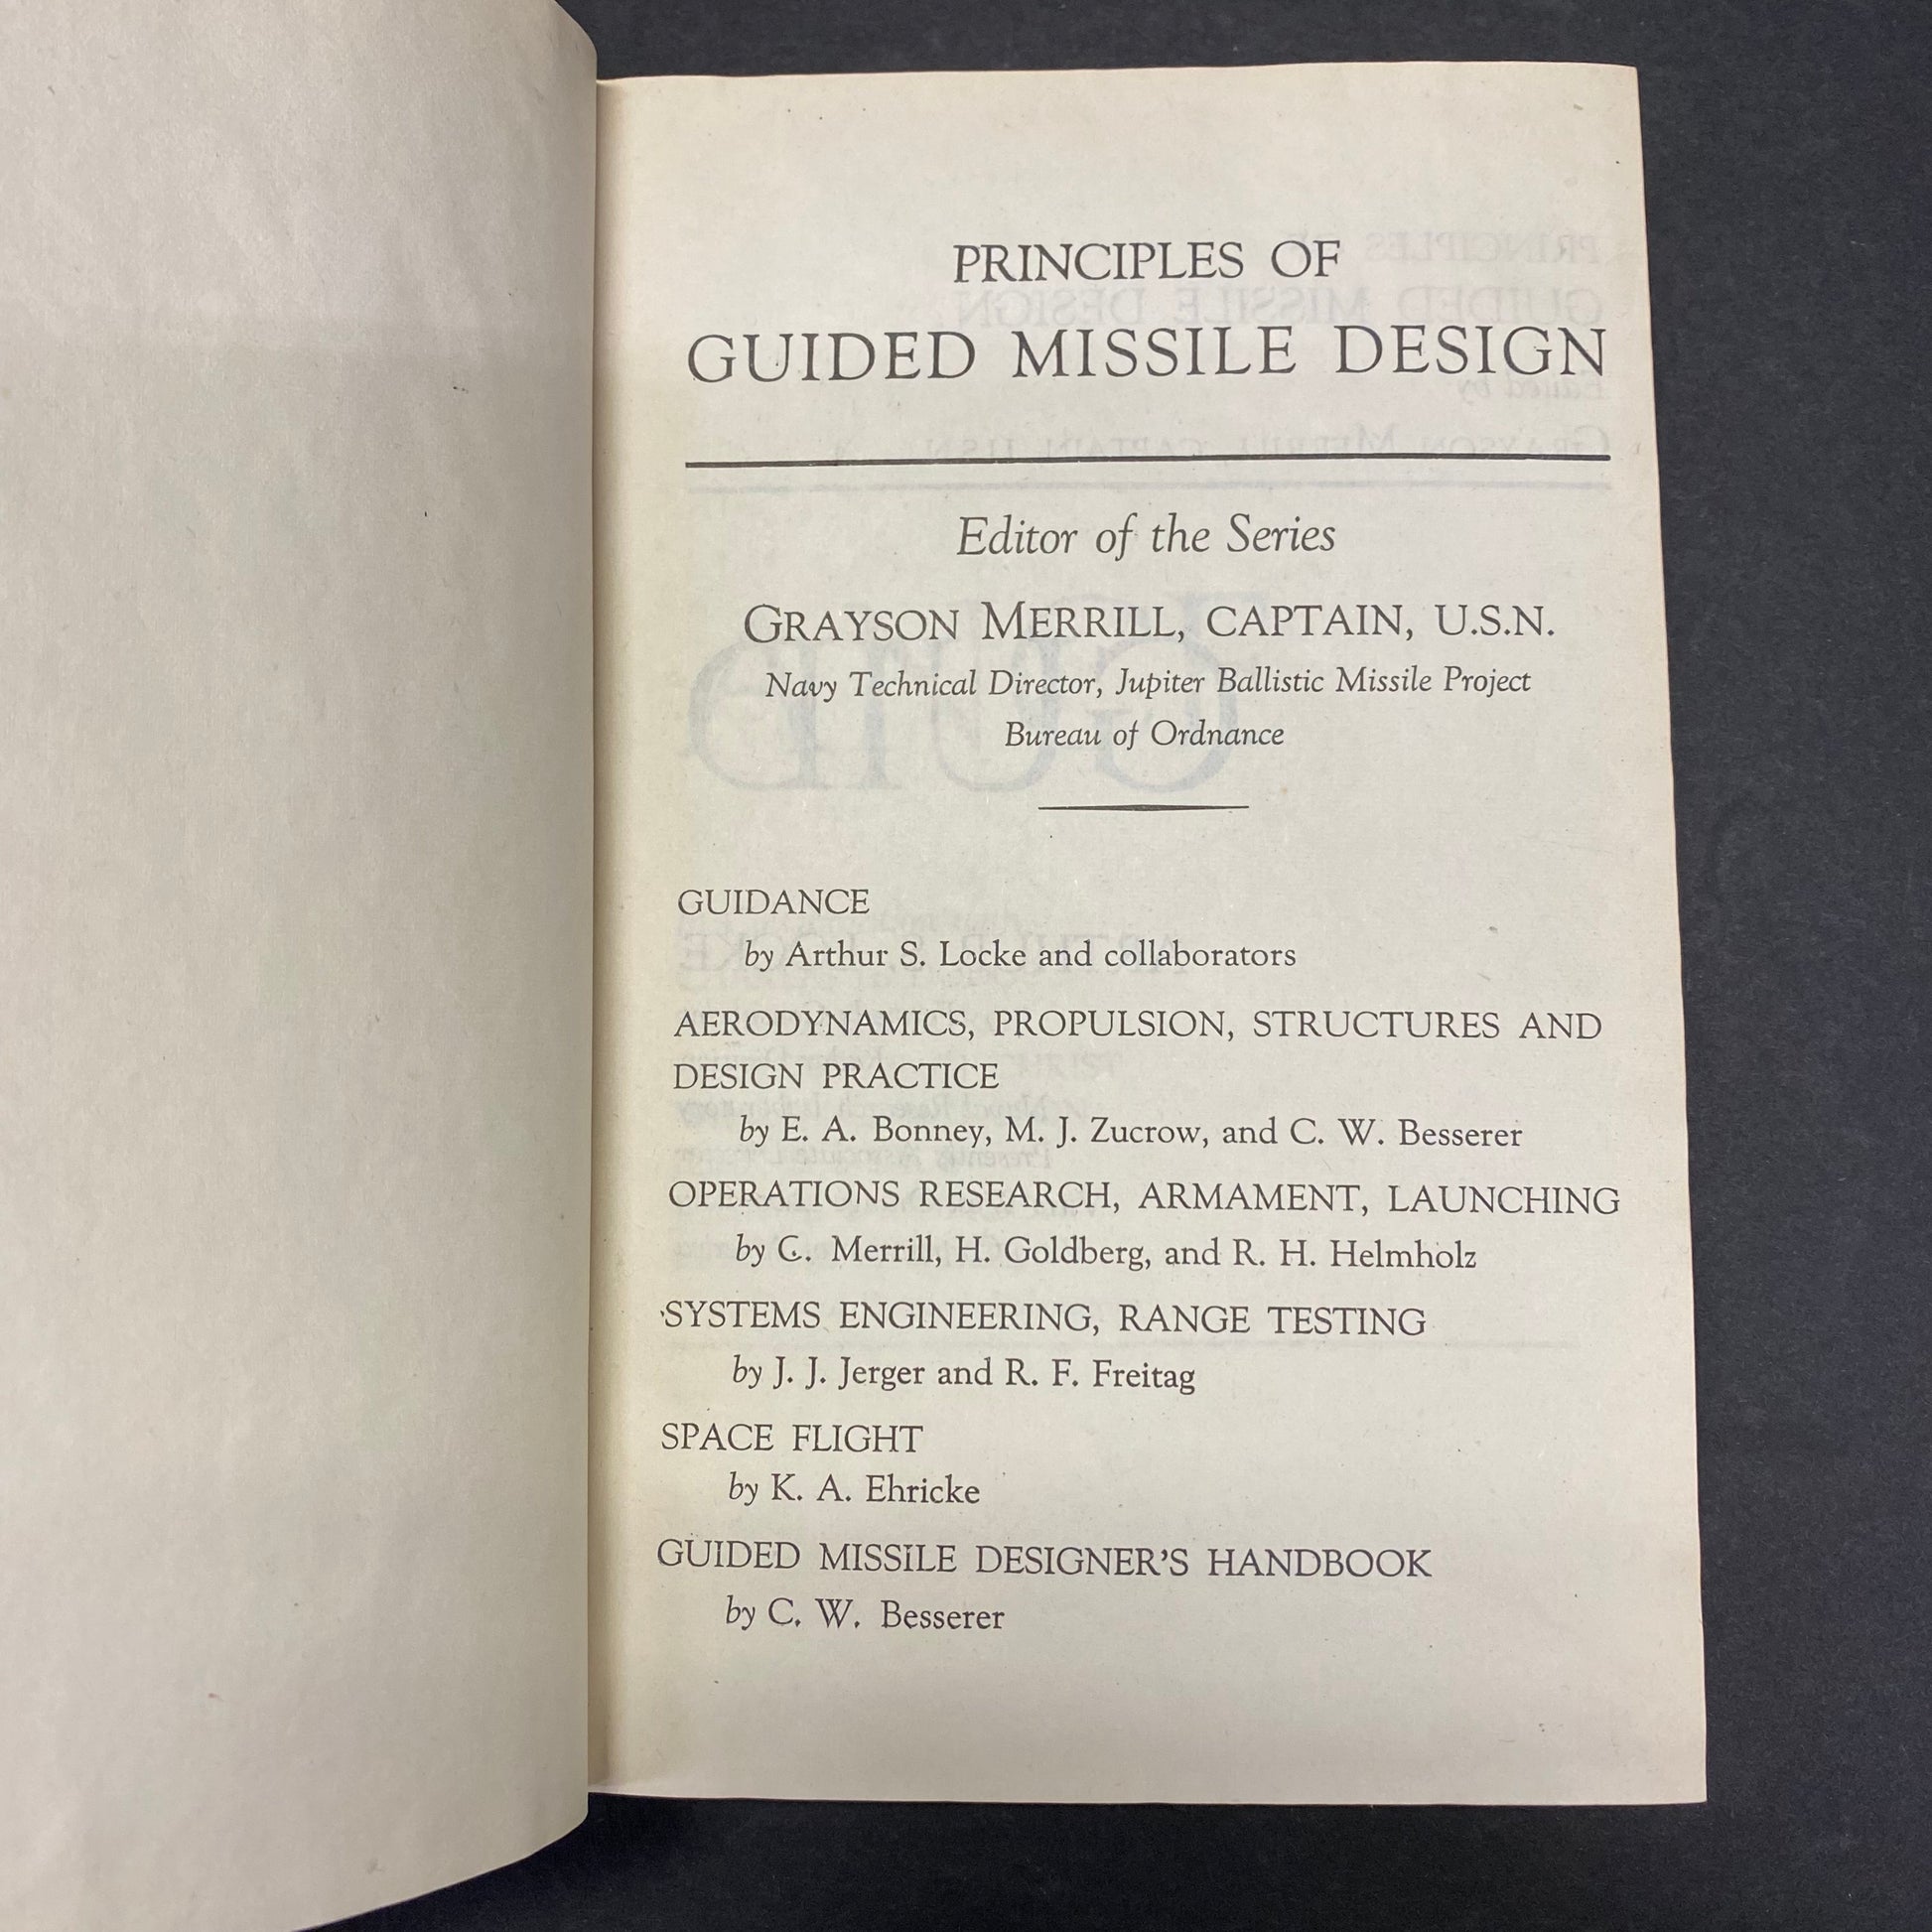 PRINCIPLES OF
GUIDED MISSILE DESIGN
Editor of the Series
GRAYSON MERRILL, CAPTAIN, U.S.N.
Navy Technical Director, Jupiter Ballistic Missile Project
Bureau of Ordnance
GUIDANCE
by Arthur S. Locke and collaborators
AERODYNAMICS, PROPULSION, STRUCTURES AND
DESIGN PRACTICE
by E. A. Bonney, M. J. Zucrow, and C. W. Besserer
OPERATIONS RESEARCH, ARMAMENT, LAUNCHING
by G. Merrill, H. Goldberg, and R. H. Helmholz
SYSTEMS ENGINEERING, RANGE TESTING
by J. J. Jerger and R. F. Freitag
SPACE FLIGHT
by K. A. Ehricke
GUIDED MISSILE DESIGNER'S HANDBOOK
by C. W. Besserer